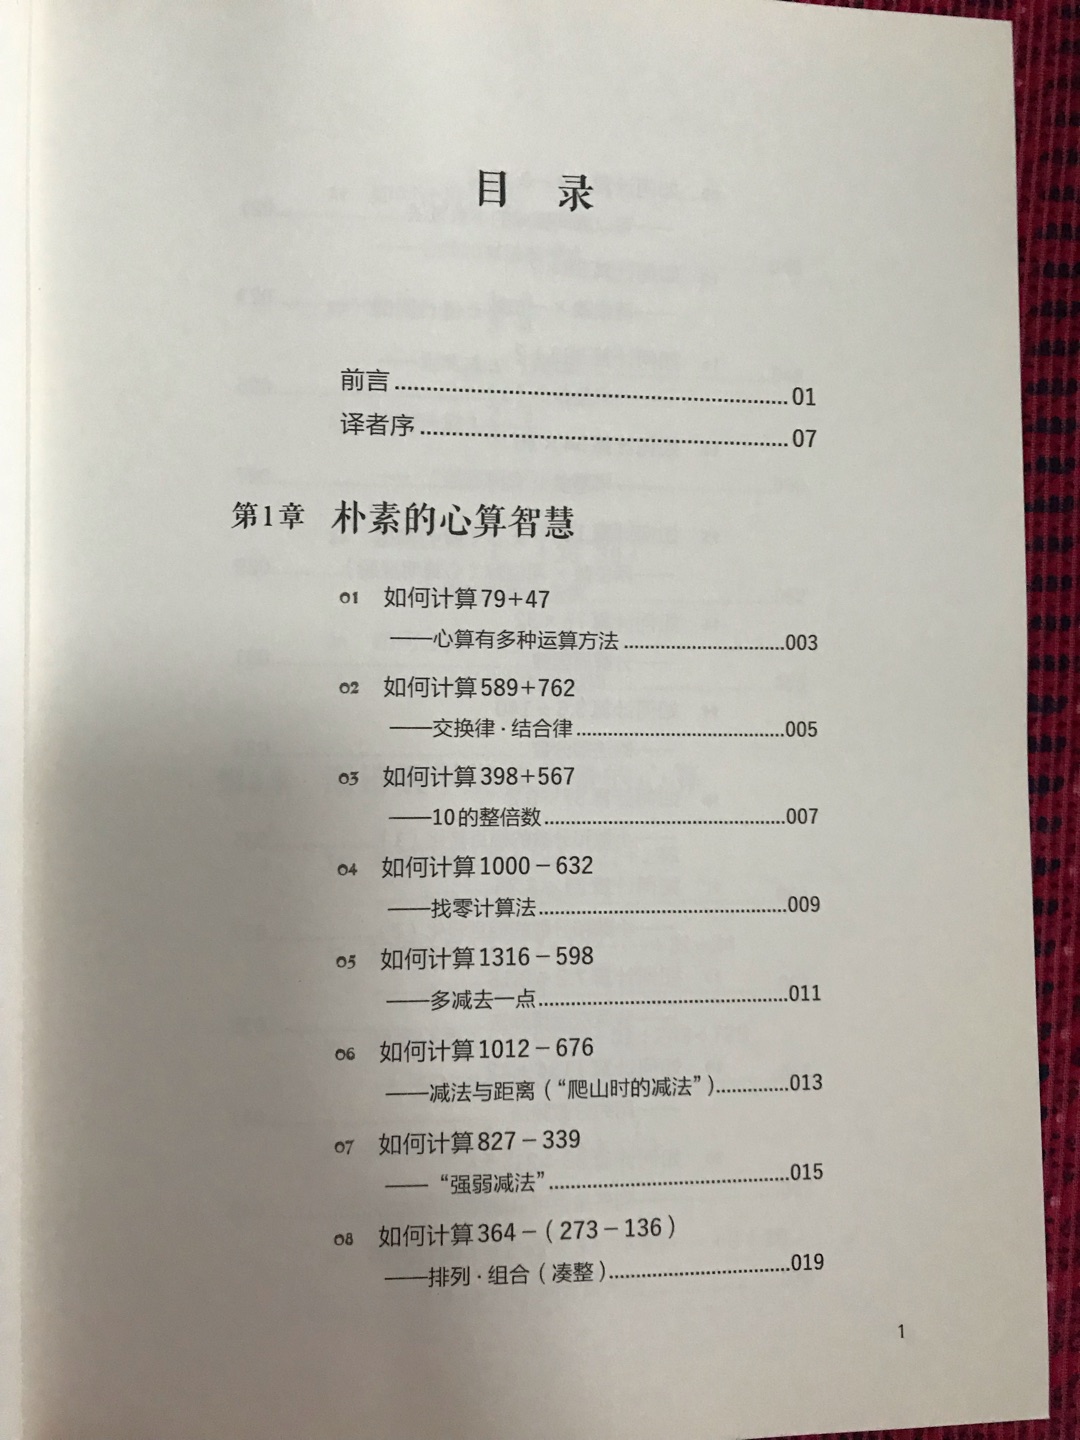 目 录
前言................................................01
译者序................................................07
第1章 朴素的心算智慧
01 如何计算79+47
——心算有多种运算方法................................003
02 如何计算589+762
——交换律·结合律................................005
03 如何计算398+567
——10的整倍数................................007
04 如何计算1000－632
——找零计算法................................009
05 如何计算1316－598
——多减去一点................................011
06 如何计算1012－676
——减法与距离（“爬山时的减法”）..............013
07 如何计算827－339
——“强弱减法”................................015
08 如何计算364－（273－136）
——排列·组合（凑整）................................019
1